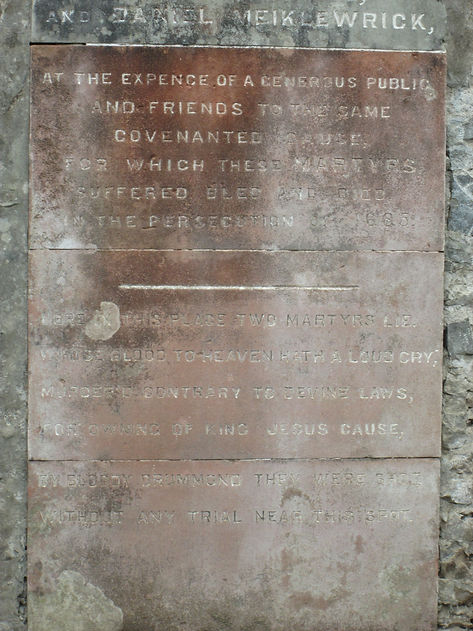 AND DANIEL MEIKLEWRICK,
AT THE EXPENCE OF A GENEROUS PUBLIC
AND FRIENDS TO THE SAME
COVENANTED CAUSE,
FOR WHICH THESE MARTYRS
SUFFERED BLED AND DIED
IN THE PERSECUTION OF 1685.
HERE IN THIS PLACE TWO MARTYRS LIE,
WHOSE BLOOD TO HEAVEN HATH A LOUD CRY,
MURDER'D CONTRARY TO DEVINE LAWS,
FOR OWNING OF KING JESUS CAUSE,
BY BLOODY DRUMMOND THEY WERE SHOT,
WITHOUT ANY TRIAL NEAR THIS SPOT.